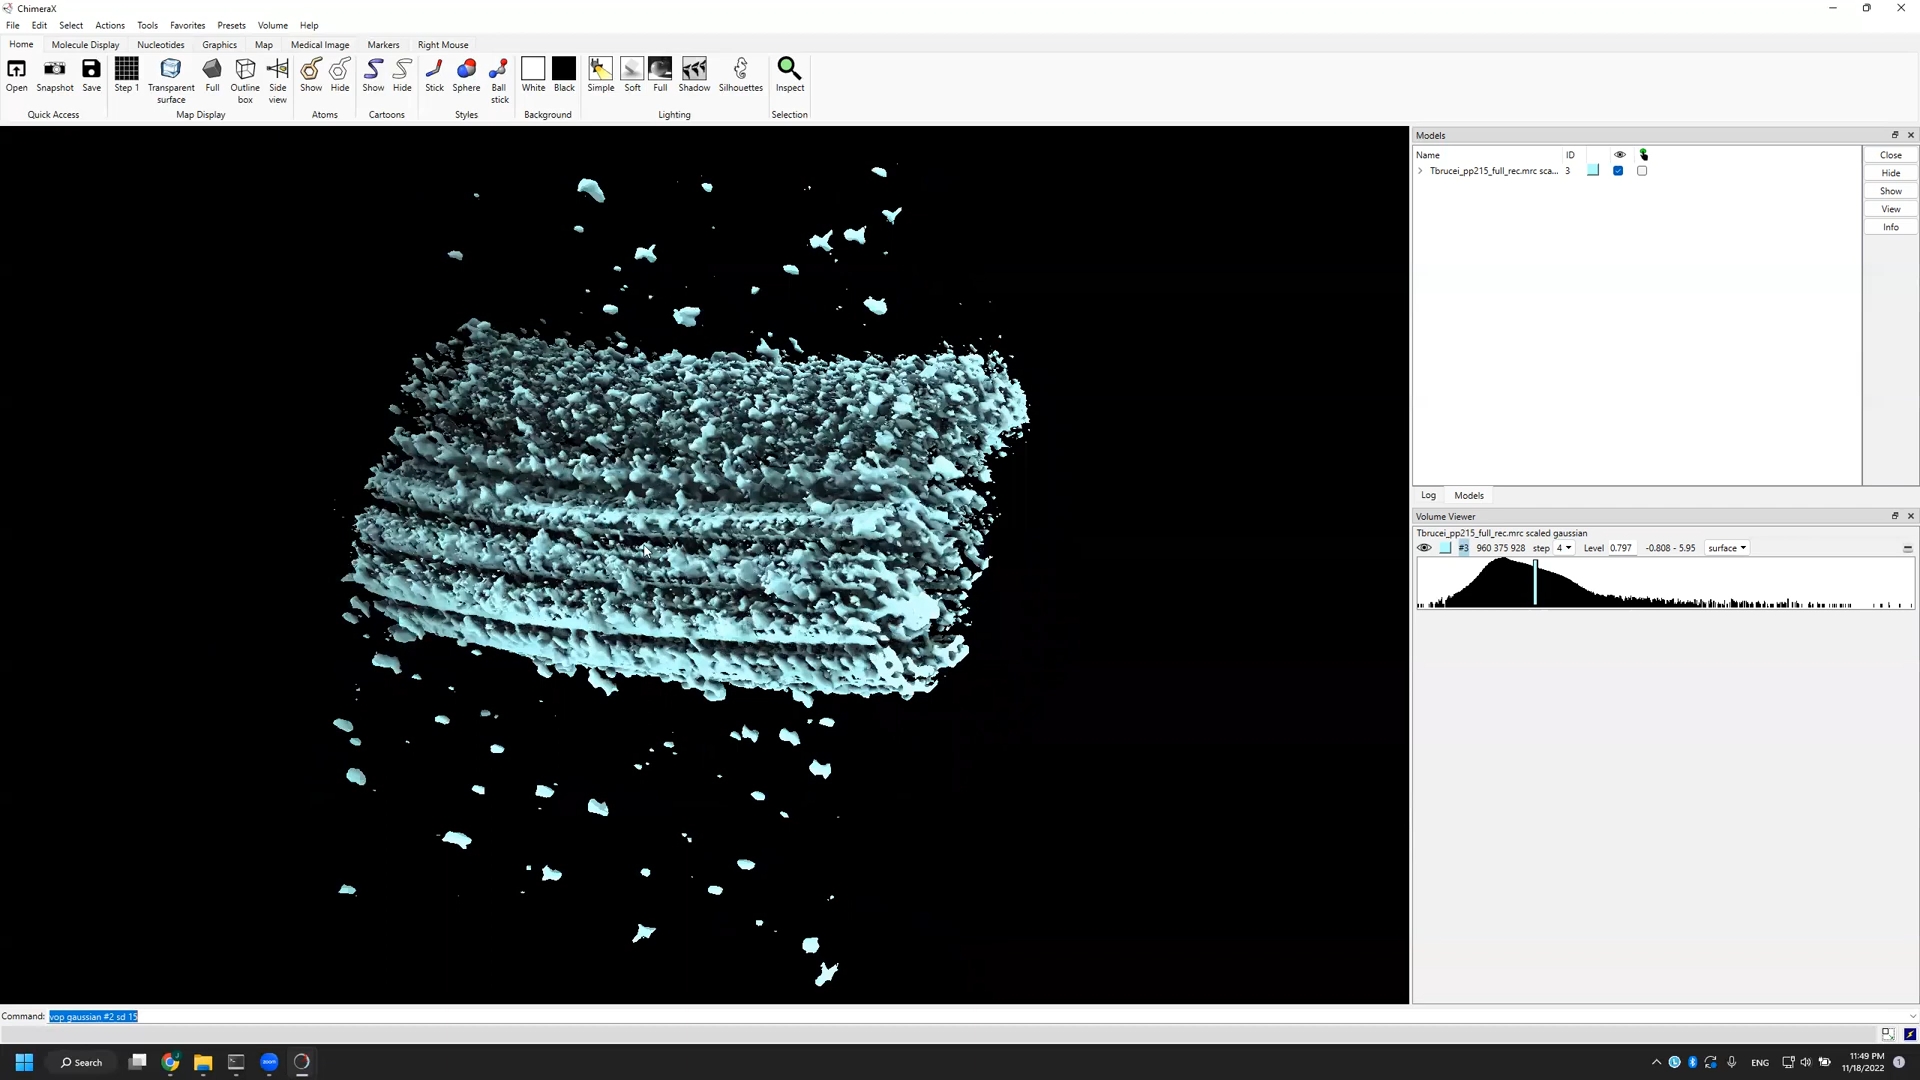 ChimeraX
File Edit Select Actions Tools Favorites Presets Volume Help
Home Molecule Display Nucleotides Graphics Map Medical Image Markers Right Mouse
Open Snapshot Save Step 1 Transparent surface Full Outline box Side view Show Hide Show Hide Stick Sphere Ball stick White Black Simple Soft Full Shadow Silhouettes Inspect
Quick Access Map Display Atoms Cartoons Styles Background Lighting Selection
Models
Name ID Close
Tbrucei_pp215_full_rec.mrc sca... 3 Hide
Show
View
Info
Log Models
Volume Viewer
Tbrucei_pp215_full_rec.mrc scaled gaussian
#3 960 375 928 step 4 Level 0.797 -0.808 - 5.95 surface
Command: vop gaussian #2 sd 15
Search zoom ENG 11:49 PM 1
11/18/2022